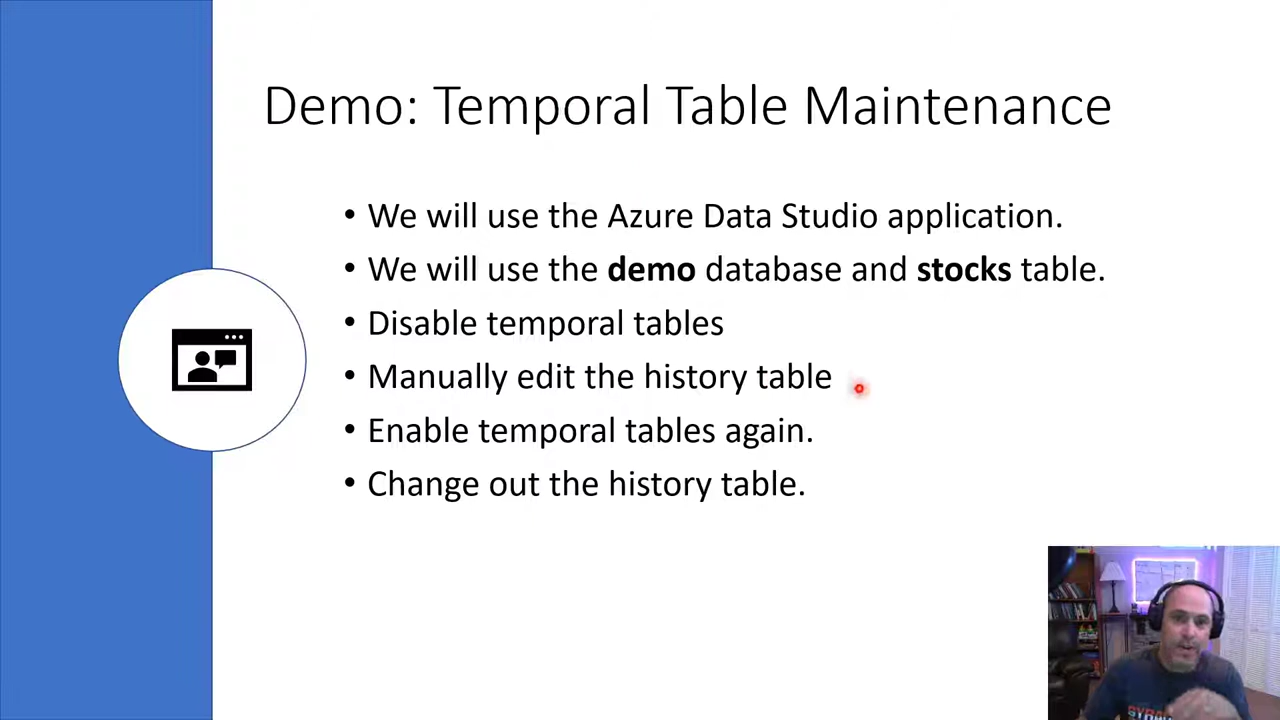 Demo: Temporal Table Maintenance
• We will use the Azure Data Studio application.
• We will use the demo database and stocks table.
• Disable temporal tables
• Manually edit the history table
• Enable temporal tables again.
• Change out the history table.